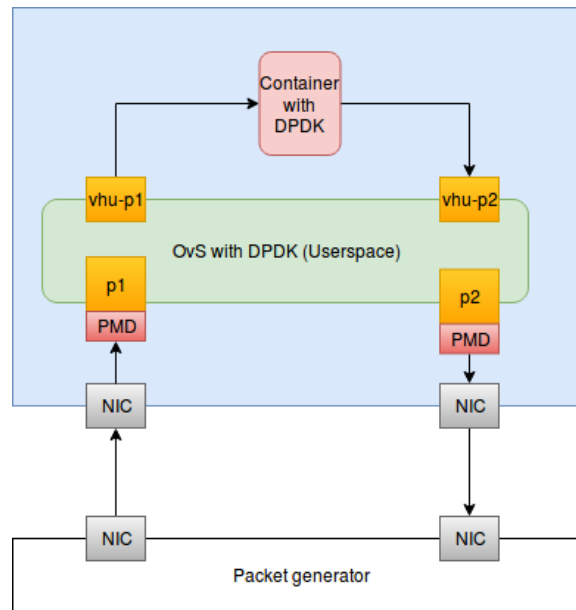 Container
with
DPDK
vhu-p1
vhu-p2
OvS with DPDK (Userspace)
p1
p2
PMD
PMD
NIC
NIC
NIC
NIC
Packet generator